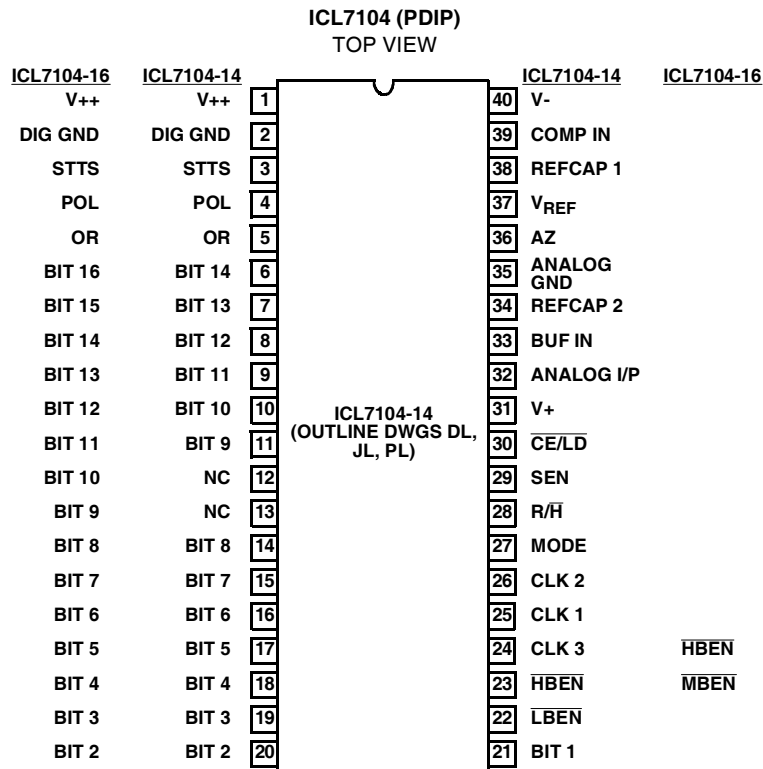 ICL7104 (PDIP)
TOP VIEW
ICL7104-16 ICL7104-14 ICL7104-14 ICL7104-16
V++ V++ 1 40 V-
DIG GND DIG GND 2 39 COMP IN
STTS STTS 3 38 REFCAP 1
POL POL 4 37 VREF
OR OR 5 36 AZ
BIT 16 BIT 14 6 35 ANALOG
GND
BIT 15 BIT 13 7 34 REFCAP 2
BIT 14 BIT 12 8 33 BUF IN
BIT 13 BIT 11 9 32 ANALOG I/P
BIT 12 BIT 10 10 31 V+
ICL7104-14
(OUTLINE DWGS DL,
JL, PL)
BIT 11 BIT 9 11 30 CE/LD
BIT 10 NC 12 29 SEN
BIT 9 NC 13 28 R/H
BIT 8 BIT 8 14 27 MODE
BIT 7 BIT 7 15 26 CLK 2
BIT 6 BIT 6 16 25 CLK 1
BIT 5 BIT 5 17 24 CLK 3 HBEN
BIT 4 BIT 4 18 23 HBEN MBEN
BIT 3 BIT 3 19 22 LBEN
BIT 2 BIT 2 20 21 BIT 1